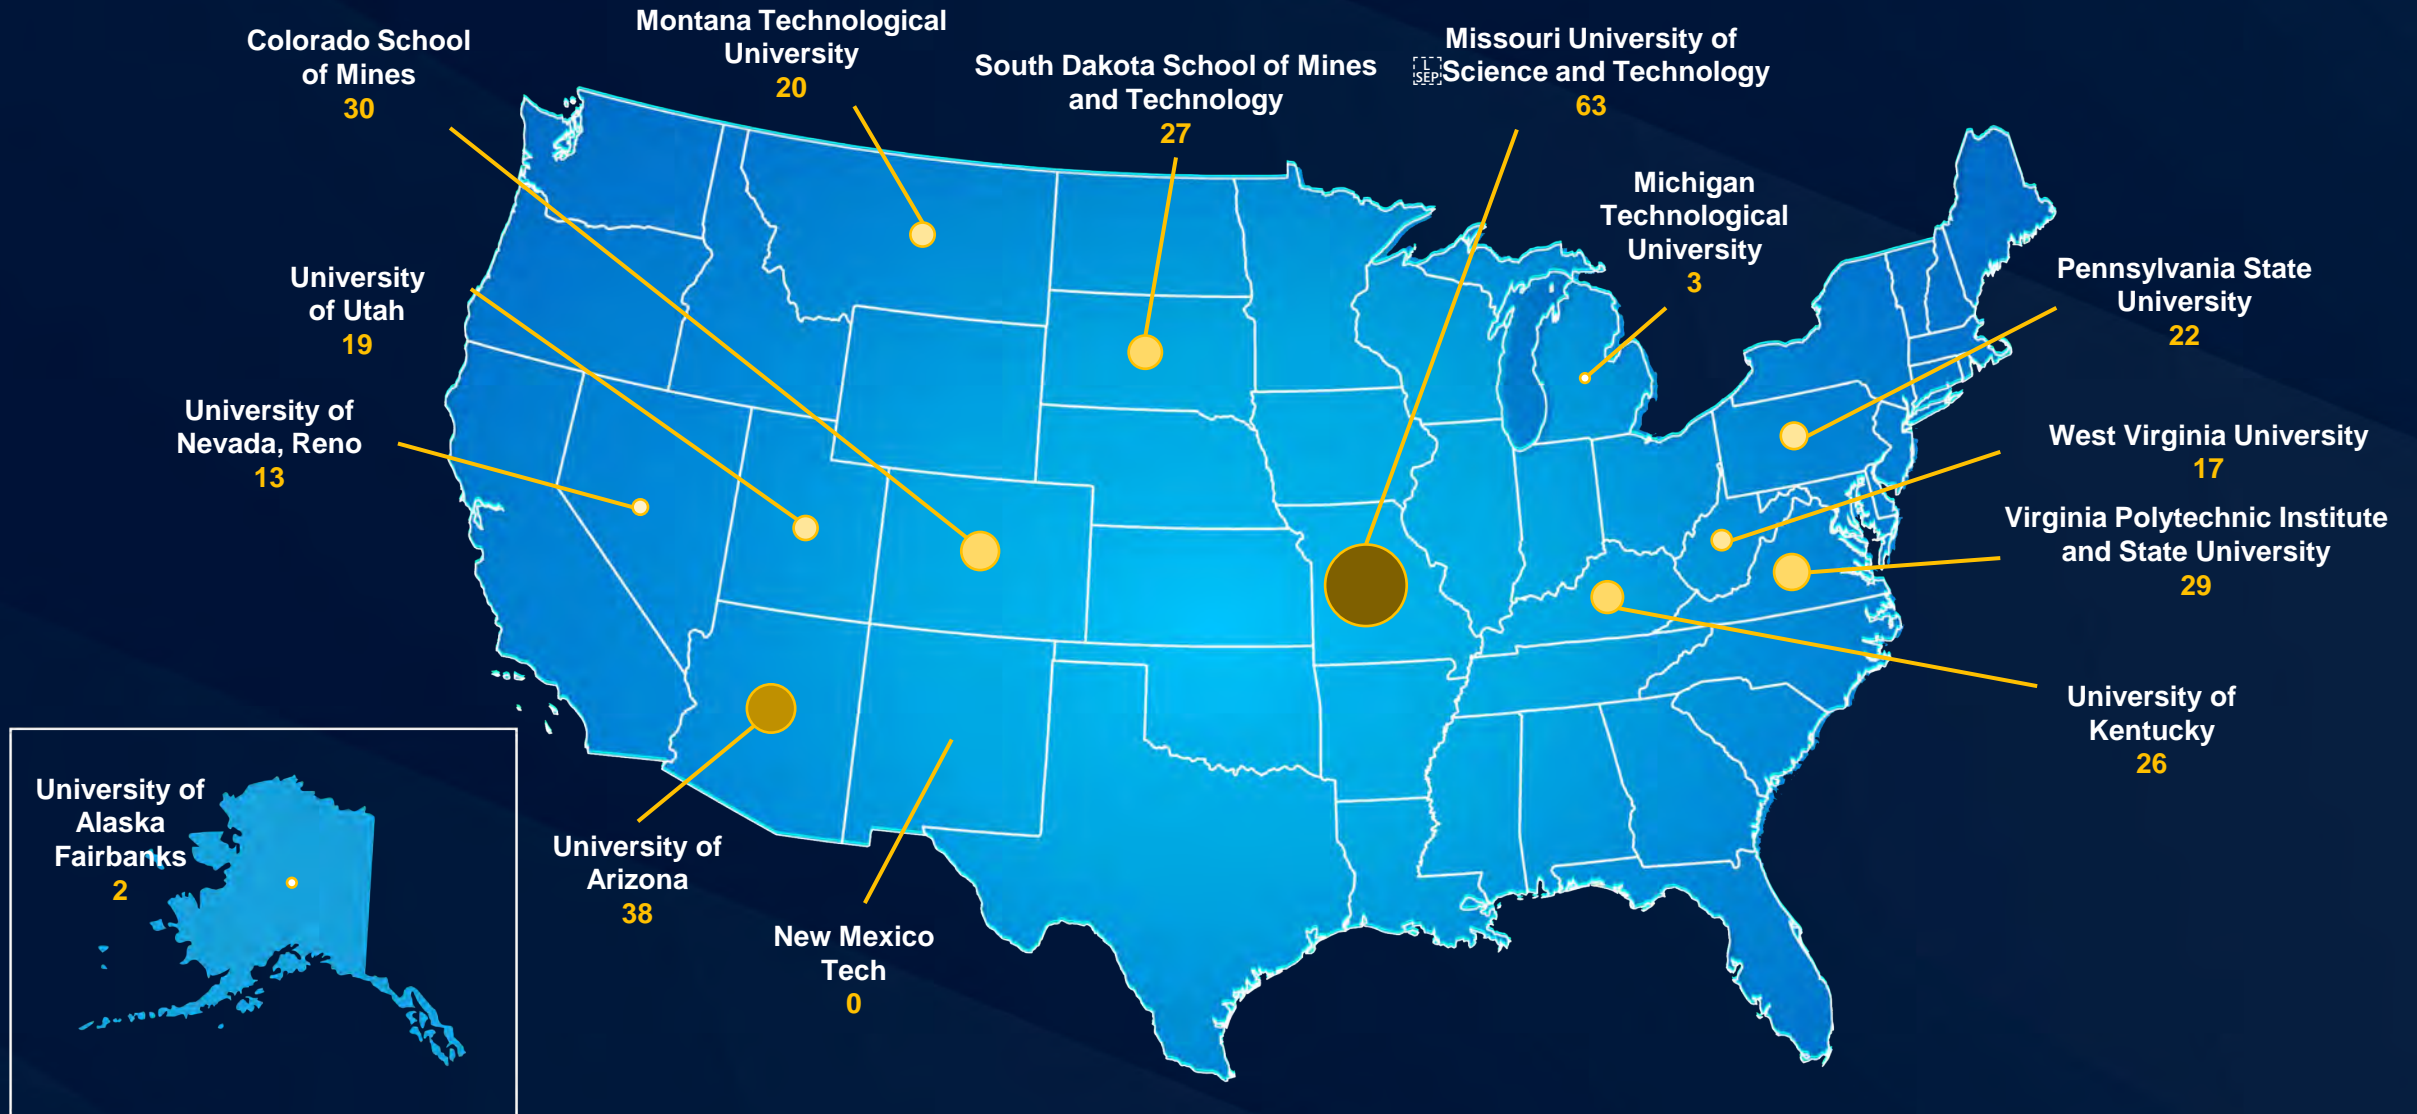 Colorado School
of Mines
30
Montana Technological
University
20
South Dakota School of Mines
and Technology
27
Missouri University of
Science and Technology
63
Michigan
Technological
University
3
Pennsylvania State
University
22
University
of Utah
19
University of
Nevada, Reno
13
West Virginia University
17
Virginia Polytechnic Institute
and State University
29
University of
Kentucky
26
University of
Alaska
Fairbanks
2
University of
Arizona
38
New Mexico
Tech
0